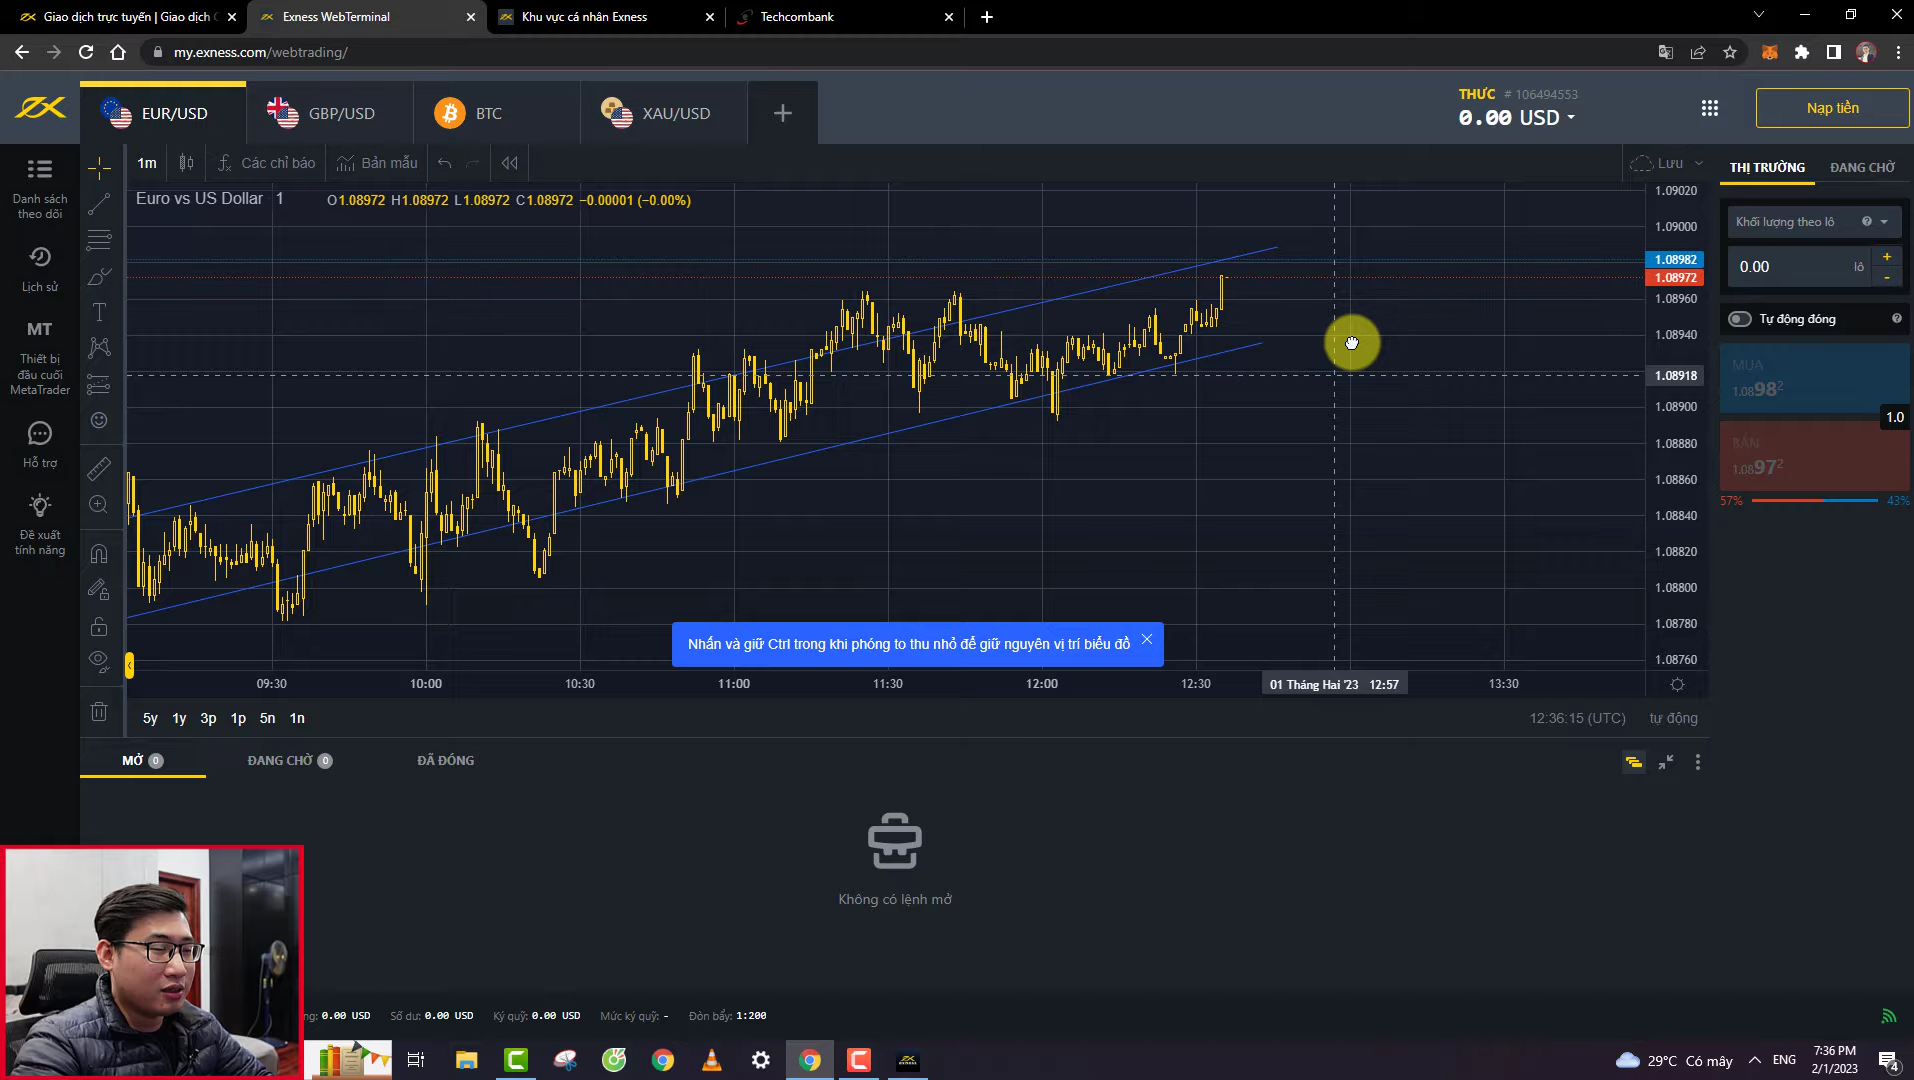 Giao dịch trực tuyến | Giao dịch
Exness WebTerminal
Khu vực cá nhân Exness
Techcombank
my.exness.com/webtrading/
EUR/USD
GBP/USD
BTC
XAU/USD
THỰC # 106494553
0.00 USD
Nạp tiền
1m
Các chỉ báo
Bản mẫu
Lưu
THỊ TRƯỜNG
ĐANG CHỜ
Danh sách
theo dõi
Lịch sử
MT
Thiết bị
đầu cuối
MetaTrader
Hỗ trợ
Đề xuất
tính năng
Euro vs US Dollar 1
O1.08972 H1.08972 L1.08972 C1.08972 −0.00001 (−0.00%)
1.09020
1.09000
1.08982
1.08972
1.08960
1.08940
1.08918
1.08900
1.08880
1.08860
1.08840
1.08820
1.08800
1.08780
1.08760
Khối lượng theo lô
0.00
lô
+
-
Tự động đóng
MUA
1.08982
1.0
BÁN
1.08972
57%
43%
Nhấn và giữ Ctrl trong khi phóng to thu nhỏ để giữ nguyên vị trí biểu đồ
09:30
10:00
10:30
11:00
11:30
12:00
12:30
01 Tháng Hai '23 12:57
13:30
5y 1y 3p 1p 5n 1n
12:36:15 (UTC)
tự động
MỞ 0
ĐANG CHỜ 0
ĐÃ ĐÓNG
Không có lệnh mở
0.00 USD
Số dư: 0.00 USD
Ký quỹ: 0.00 USD
Mức ký quỹ: -
Đòn bẩy: 1:200
29°C Có mây
ENG
7:36 PM
2/1/2023
4